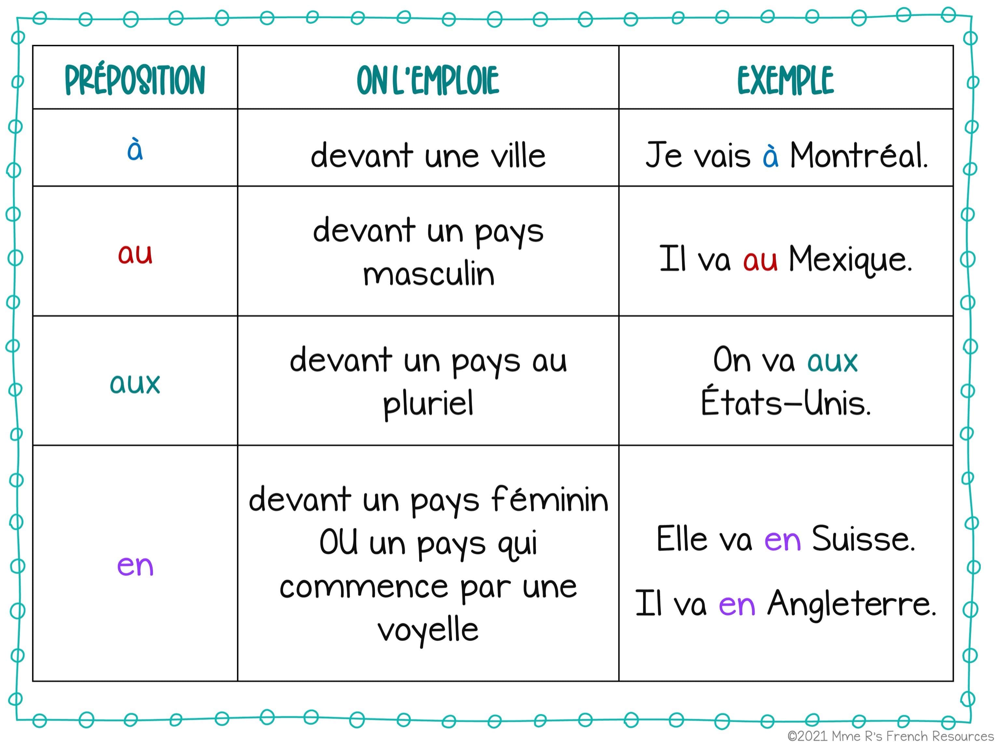 PRÉPOSITION
ON L'EMPLOIE
EXEMPLE
à
devant une ville
Je vais à Montréal.
au
devant un pays
masculin
Il va au Mexique.
aux
devant un pays au
pluriel
On va aux
États-Unis.
en
devant un pays féminin
OU un pays qui
commence par une
voyelle
Elle va en Suisse.
Il va en Angleterre.
©2021 Mme R's French Resources